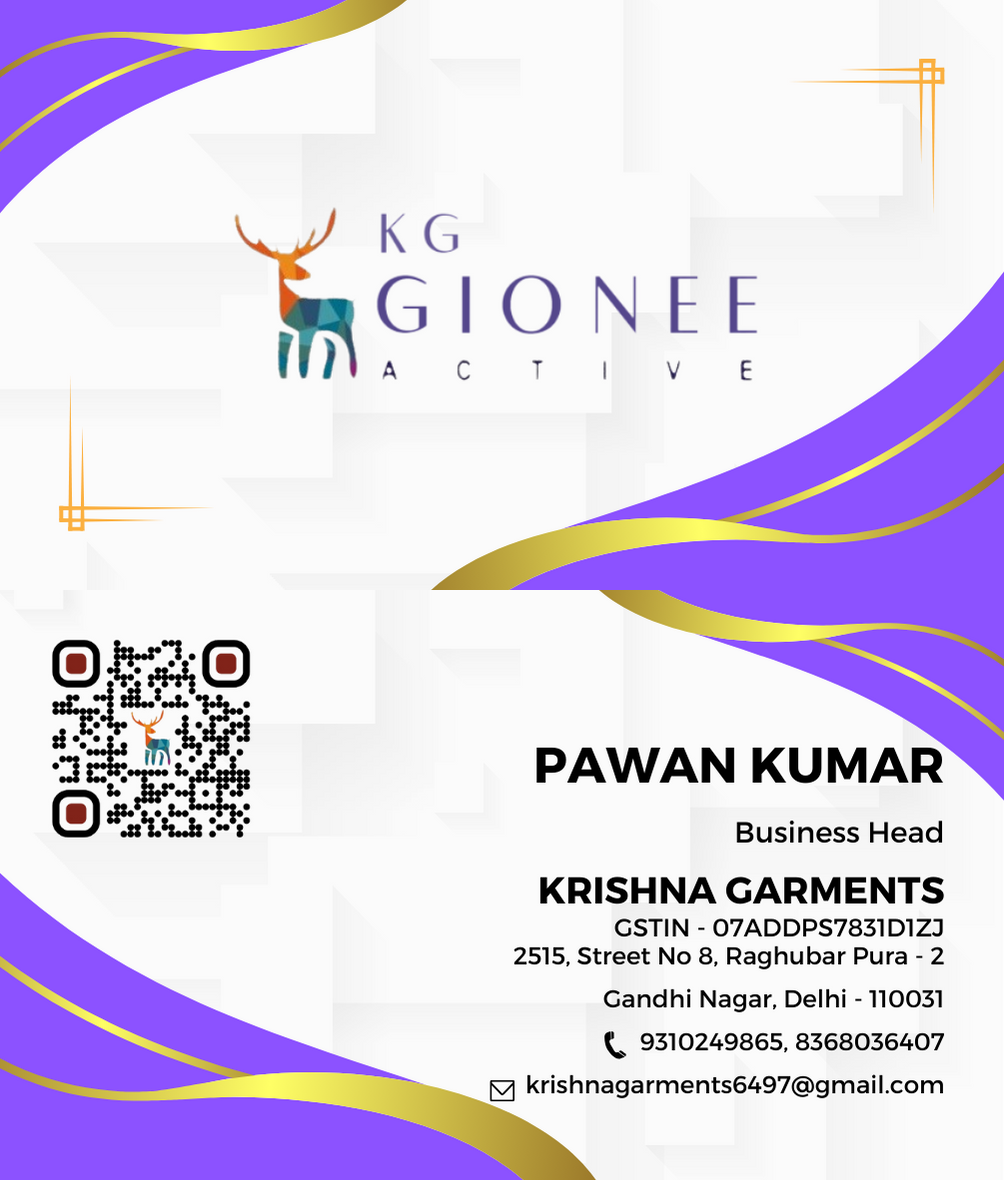 KG
GIONEE
ACTIVE
PAWAN KUMAR
Business Head
KRISHNA GARMENTS
GSTIN - 07ADDPS7831D1ZJ
2515, Street No 8, Raghubar Pura - 2
Gandhi Nagar, Delhi - 110031
9310249865, 8368036407
krishnagarments6497@gmail.com